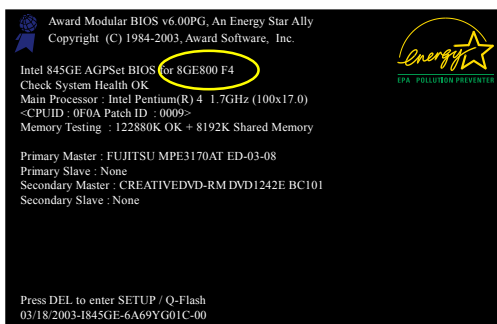 Award Modular BIOS v6.00PG, An Energy Star Ally
Copyright (C) 1984-2003, Award Software, Inc.
energy
EPA POLLUTION PREVENTER
Intel 845GE AGPSet BIOS for 8GE800 F4
Check System Health OK
Main Processor : Intel Pentium(R) 4 1.7GHz (100x17.0)
<CPUID : 0F0A Patch ID : 0009>
Memory Testing : 122880K OK + 8192K Shared Memory
Primary Master : FUJITSU MPE3170AT ED-03-08
Primary Slave : None
Secondary Master : CREATIVEDVD-RM DVD1242E BC101
Secondary Slave : None
Press DEL to enter SETUP / Q-Flash
03/18/2003-I845GE-6A69YG01C-00